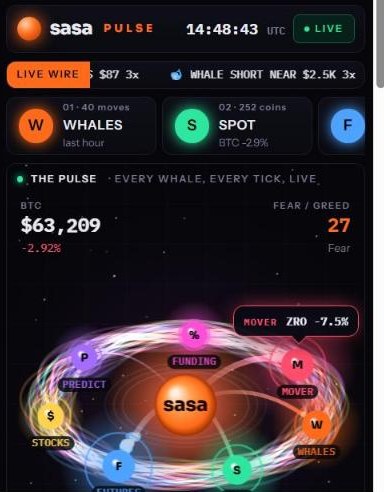 sasa PULSE 14:48:43 UTC LIVE
LIVE WIRE $87 3x WHALE SHORT NEAR $2.5K 3x
W 01 · 40 moves WHALES last hour
S 02 · 252 coins SPOT BTC -2.9%
F
THE PULSE · EVERY WHALE, EVERY TICK, LIVE
BTC
$63,209
-2.92%
FEAR / GREED
27
Fear
MOVER ZRO -7.5%
%
FUNDING
P
PREDICT
M
MOVER
sasa
$
STOCKS
W
WHALES
F
FUTURES
S